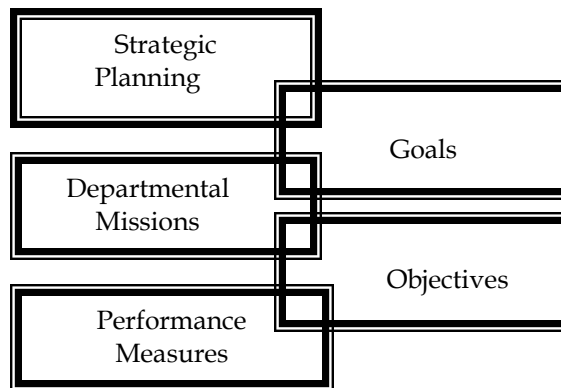 Strategic
Planning
Goals
Departmental
Missions
Objectives
Performance
Measures